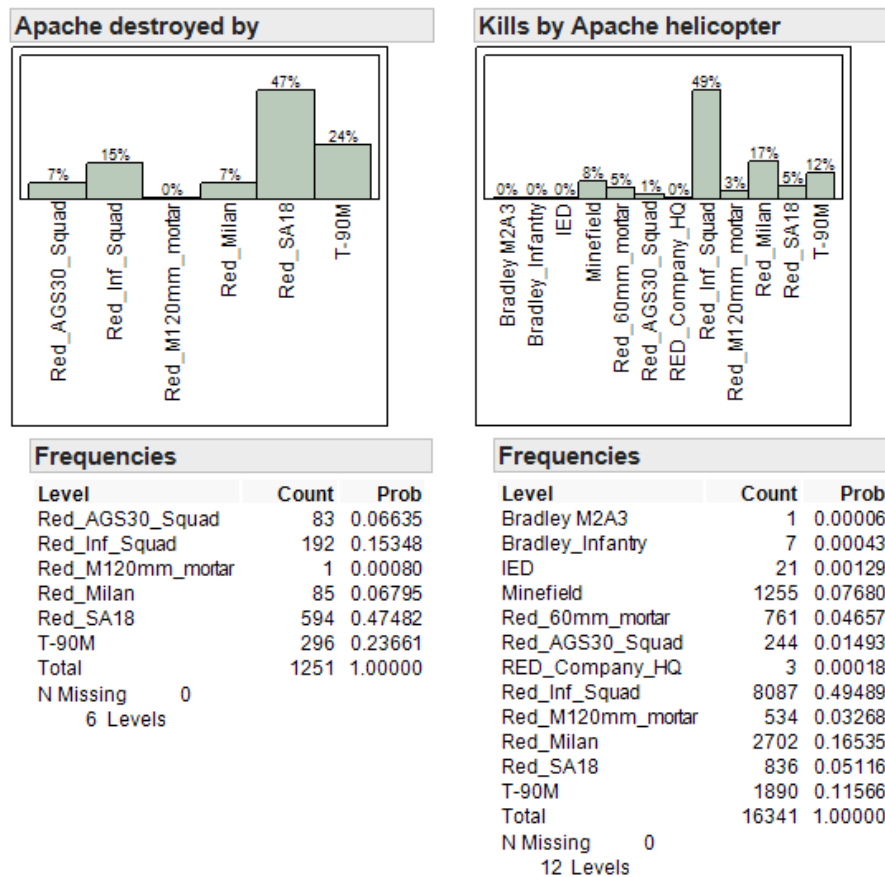 Apache destroyed by
7%
15%
0%
7%
47%
24%
Red_AGS30_Squad
Red_Inf_Squad
Red_M120mm_mortar
Red_Milan
Red_SA18
T-90M
Frequencies
Level Count Prob
Red_AGS30_Squad 83 0.06635
Red_Inf_Squad 192 0.15348
Red_M120mm_mortar 1 0.00080
Red_Milan 85 0.06795
Red_SA18 594 0.47482
T-90M 296 0.23661
Total 1251 1.00000
N Missing 0
6 Levels
Kills by Apache helicopter
0%
0%
0%
8%
5%
1%
0%
49%
3%
17%
5%
12%
Bradley M2A3
Bradley_Infantry
IED
Minefield
Red_60mm_mortar
Red_AGS30_Squad
RED_Company_HQ
Red_Inf_Squad
Red_M120mm_mortar
Red_Milan
Red_SA18
T-90M
Frequencies
Level Count Prob
Bradley M2A3 1 0.00006
Bradley_Infantry 7 0.00043
IED 21 0.00129
Minefield 1255 0.07680
Red_60mm_mortar 761 0.04657
Red_AGS30_Squad 244 0.01493
RED_Company_HQ 3 0.00018
Red_Inf_Squad 8087 0.49489
Red_M120mm_mortar 534 0.03268
Red_Milan 2702 0.16535
Red_SA18 836 0.05116
T-90M 1890 0.11566
Total 16341 1.00000
N Missing 0
12 Levels